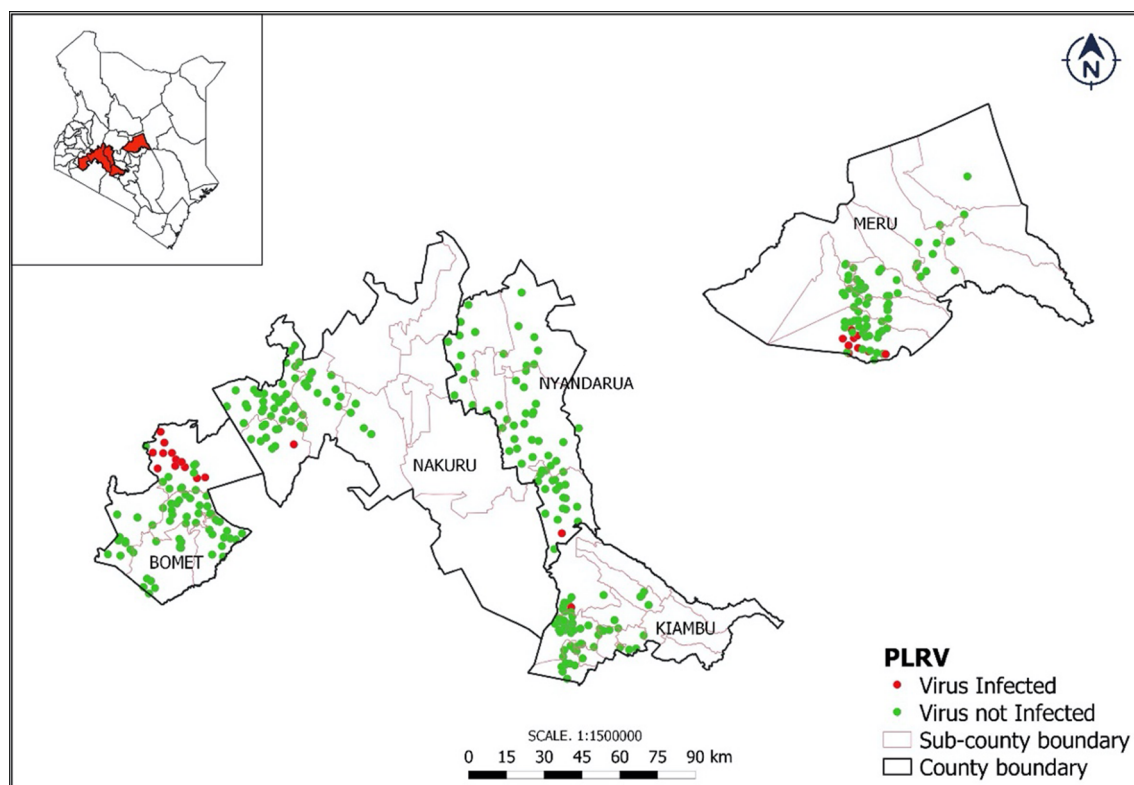 N
MERU
NYANDARUA
NAKURU
BOMET
KIAMBU
PLRV
Virus Infected
Virus not Infected
Sub-county boundary
County boundary
SCALE. 1:1500000
0 15 30 45 60 75 90 km